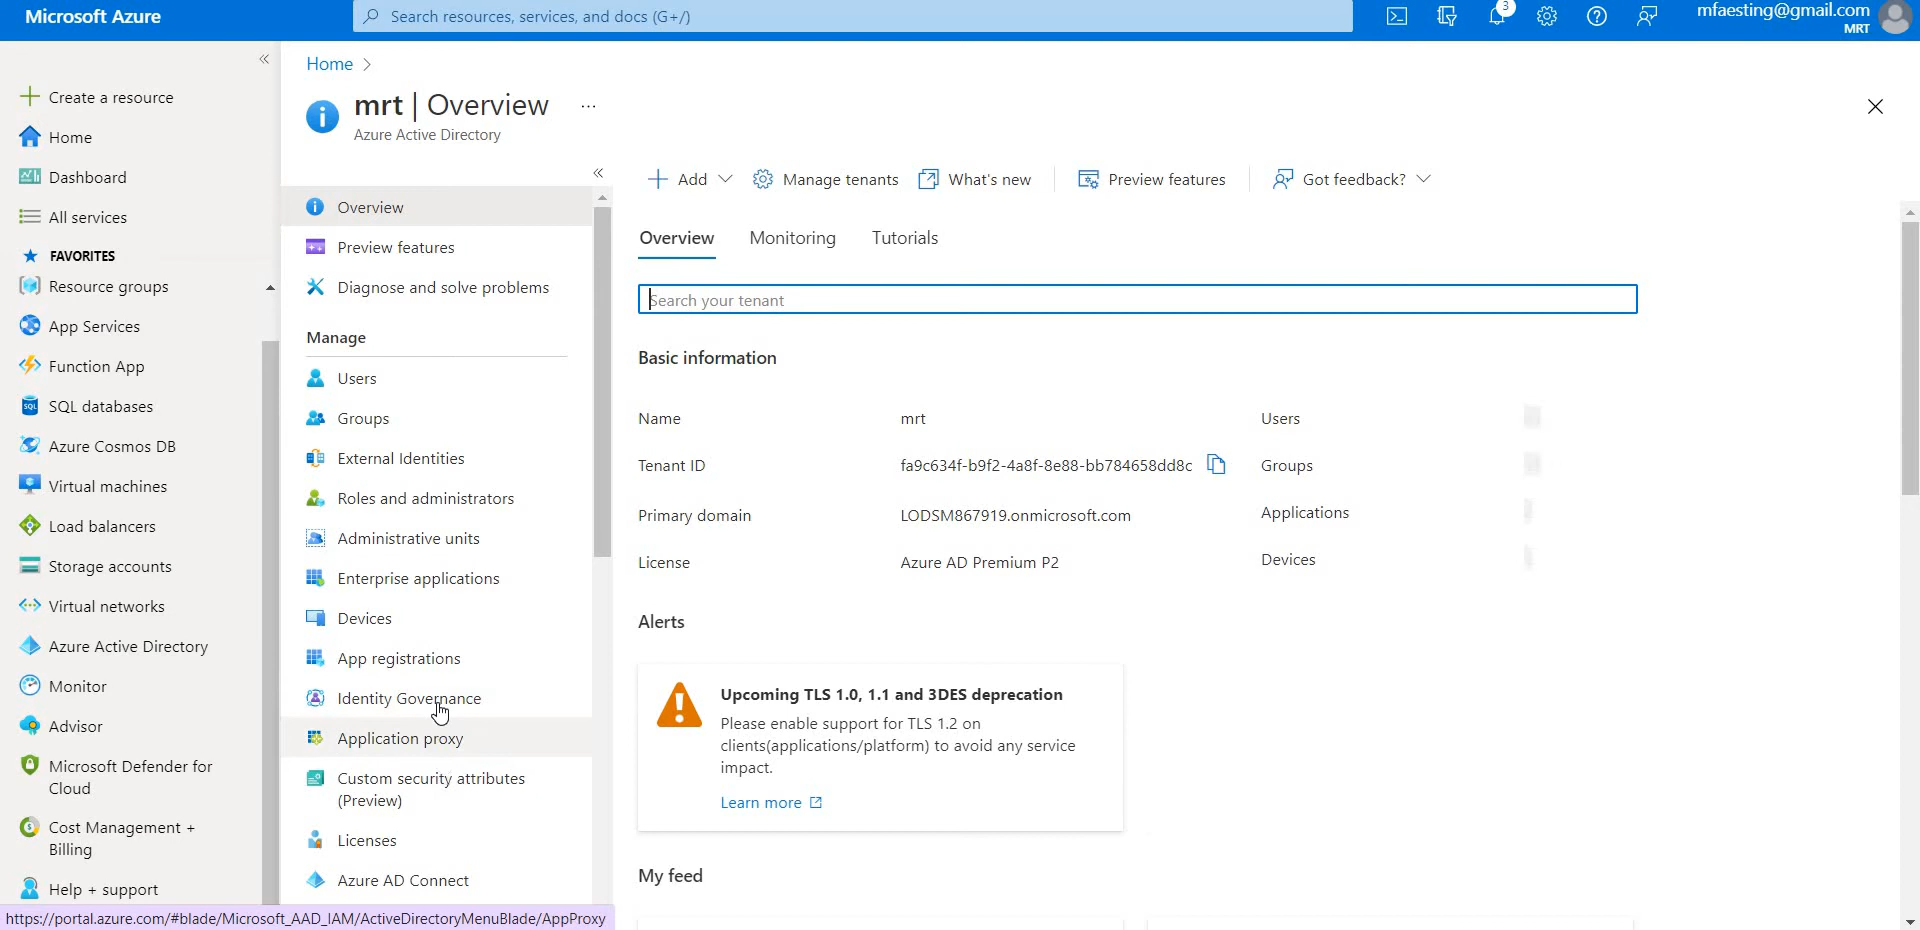 Microsoft Azure
Search resources, services, and docs (G+/)
3
mfaesting@gmail.com
MRT
Create a resource
Home
Dashboard
All services
FAVORITES
Resource groups
App Services
Function App
SQL databases
Azure Cosmos DB
Virtual machines
Load balancers
Storage accounts
Virtual networks
Azure Active Directory
Monitor
Advisor
Microsoft Defender for
Cloud
Cost Management +
Billing
Help + support
Home >
mrt | Overview ...
Azure Active Directory
Overview
Preview features
Diagnose and solve problems
Manage
Users
Groups
External Identities
Roles and administrators
Administrative units
Enterprise applications
Devices
App registrations
Identity Governance
Application proxy
Custom security attributes
(Preview)
Licenses
Azure AD Connect
Add
Manage tenants
What's new
Preview features
Got feedback?
Overview Monitoring Tutorials
Search your tenant
Basic information
Name mrt Users
Tenant ID fa9c634f-b9f2-4a8f-8e88-bb784658dd8c Groups
Primary domain LODSM867919.onmicrosoft.com Applications
License Azure AD Premium P2 Devices
Alerts
Upcoming TLS 1.0, 1.1 and 3DES deprecation
Please enable support for TLS 1.2 on
clients(applications/platform) to avoid any service
impact.
Learn more
My feed
https://portal.azure.com/#blade/Microsoft_AAD_IAM/ActiveDirectoryMenuBlade/AppProxy